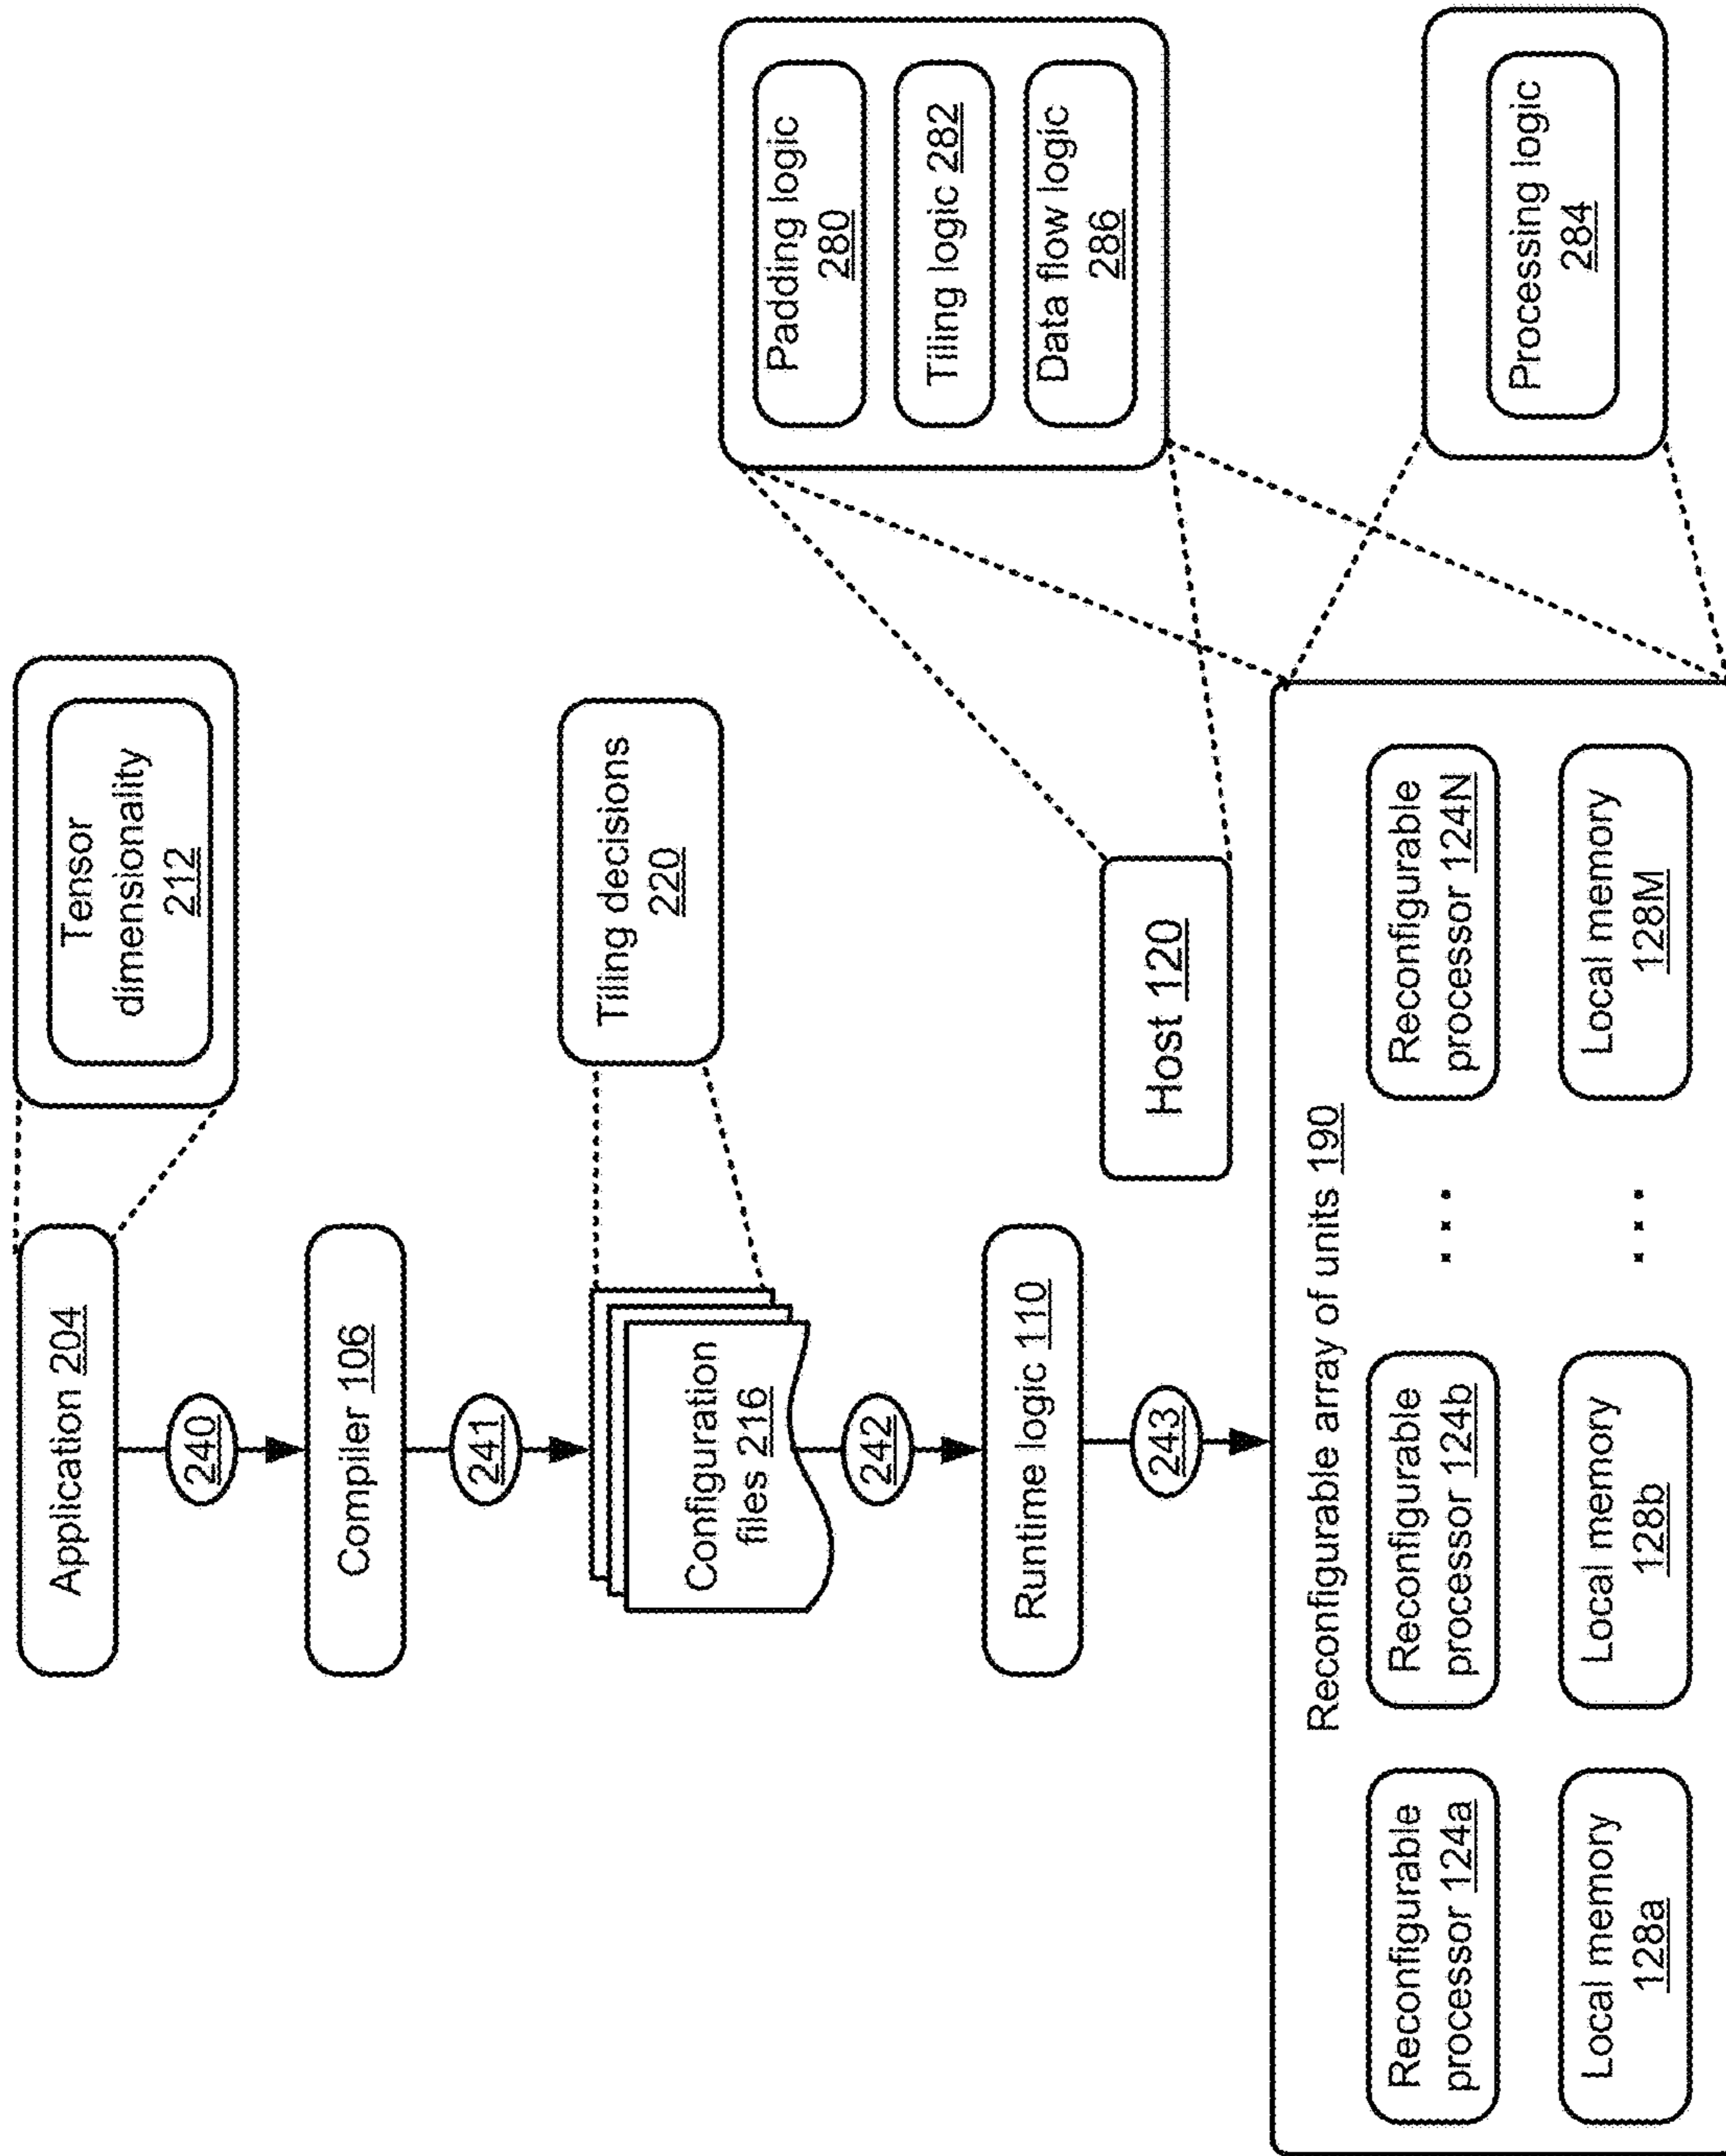 Application 204
Tensor
dimensionality
212
240
Compiler 106
241
Configuration
files 216
Tiling decisions
220
242
Runtime logic 110
243
Host 120
Padding logic
280
Tiling logic 282
Data flow logic
286
Reconfigurable array of units 190
Reconfigurable
processor 124a
Reconfigurable
processor 124b
. . .
Reconfigurable
processor 124N
Local memory
128a
Local memory
128b
. . .
Local memory
128M
Processing logic
284